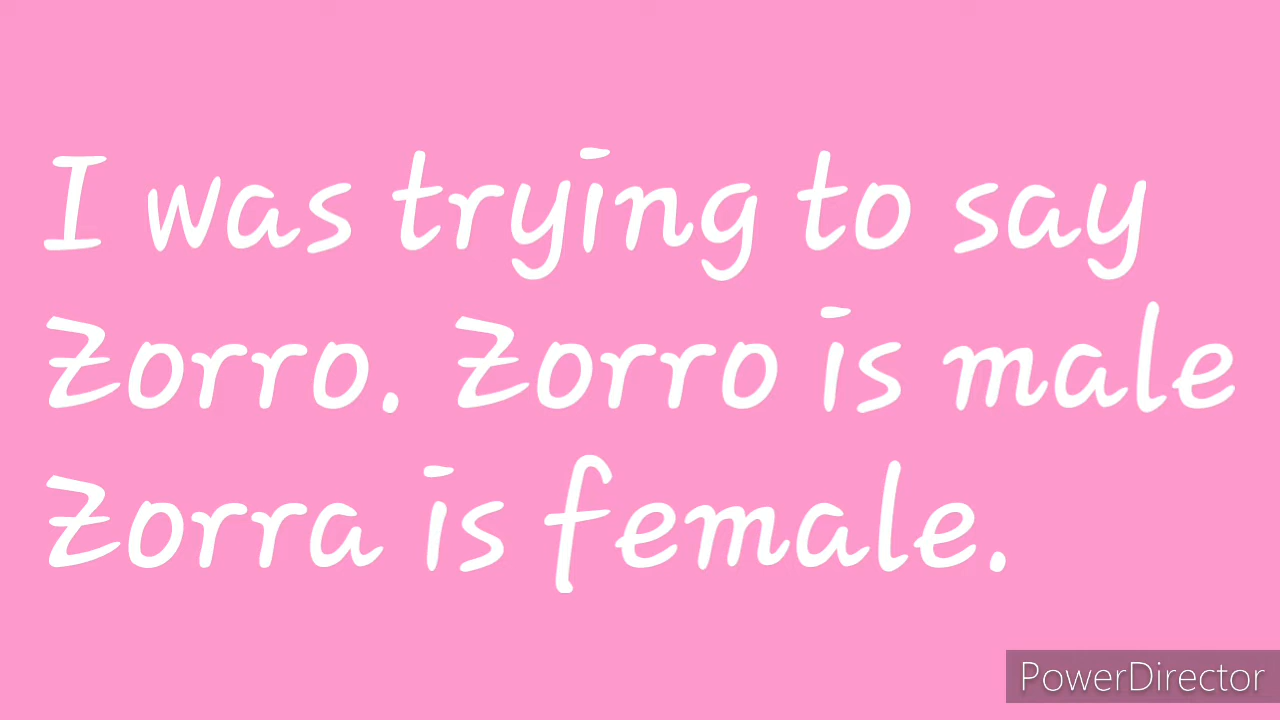 I was trying to say
Zorro. Zorro is male
Zorra is female.
PowerDirector